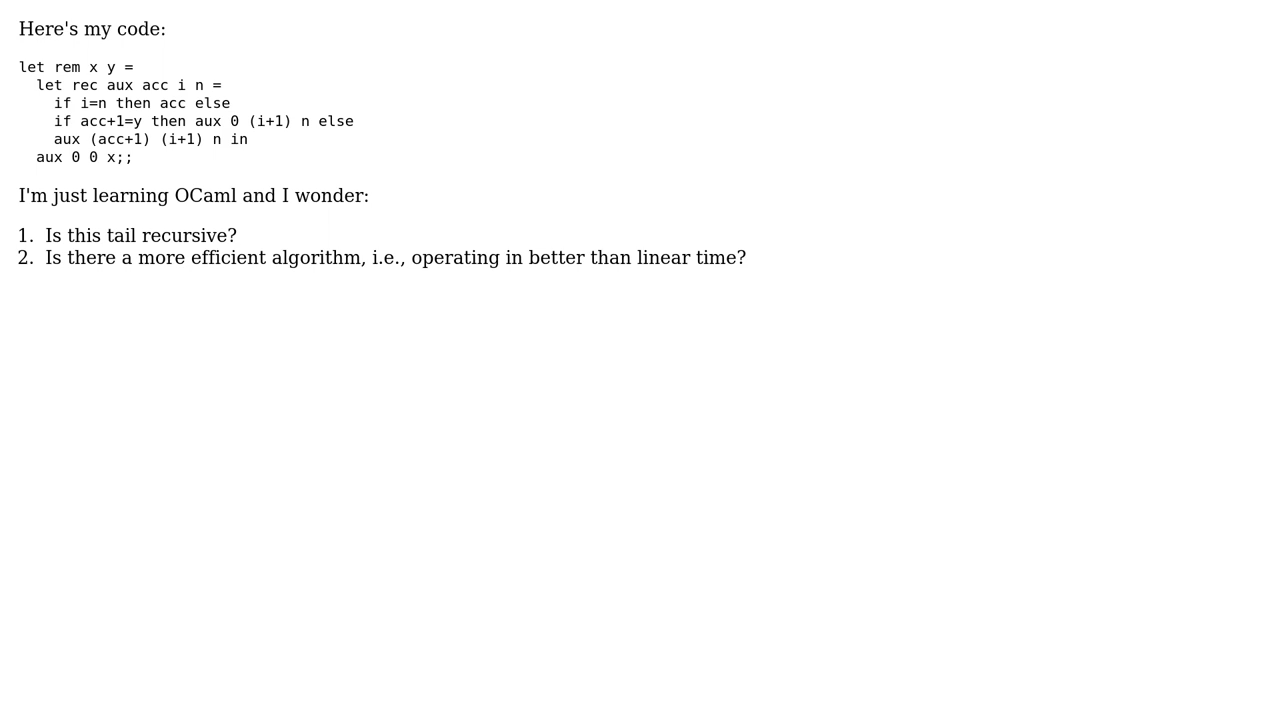 Here's my code:
let rem x y =
  let rec aux acc i n =
    if i=n then acc else
    if acc+1=y then aux 0 (i+1) n else
    aux (acc+1) (i+1) n in
  aux 0 0 x;;
I'm just learning OCaml and I wonder:
1. Is this tail recursive?
2. Is there a more efficient algorithm, i.e., operating in better than linear time?